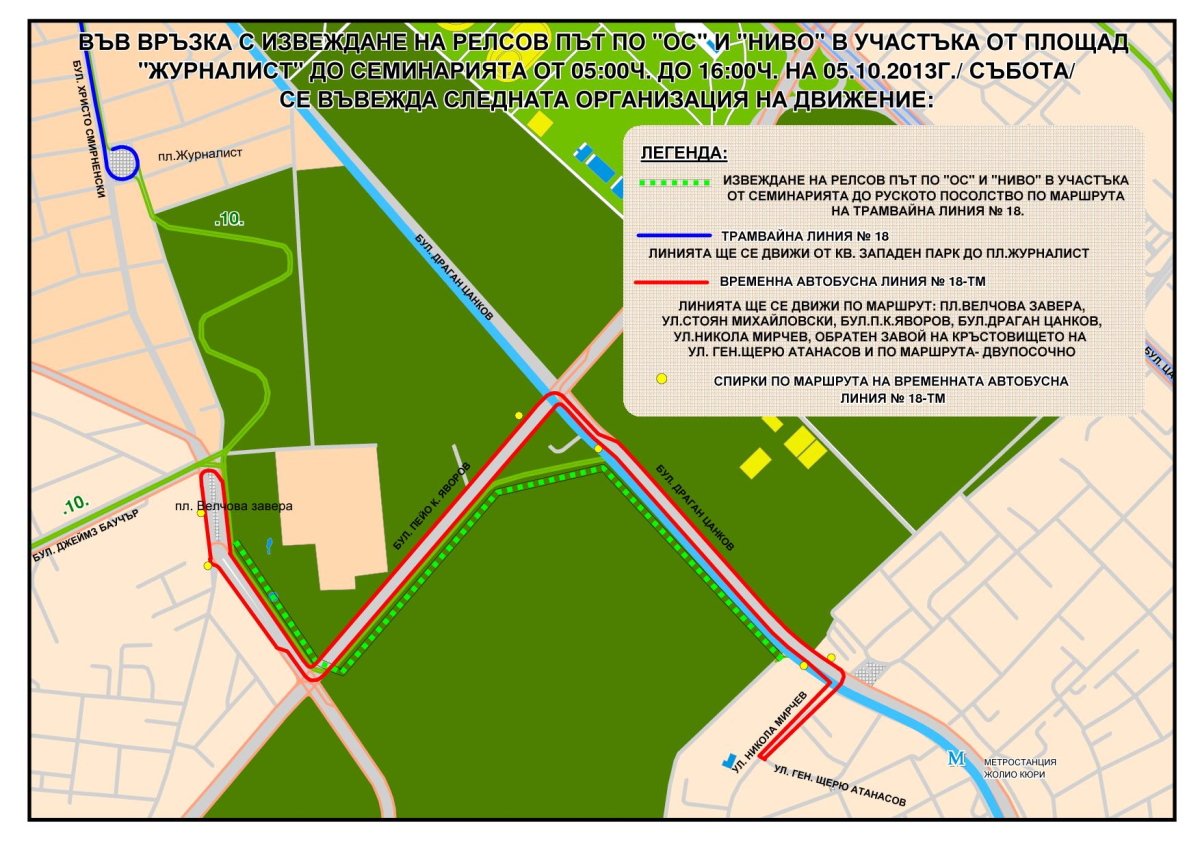 ВЪВ ВРЪЗКА С ИЗВЕЖДАНЕ НА РЕЛСОВ ПЪТ ПО "ОС" И "НИВО" В УЧАСТЪКА ОТ ПЛОЩАД
"ЖУРНАЛИСТ" ДО СЕМИНАРИЯТА ОТ 05:00Ч. ДО 16:00Ч. НА 05.10.2013Г./ СЪБОТА/
СЕ ВЪВЕЖДА СЛЕДНАТА ОРГАНИЗАЦИЯ НА ДВИЖЕНИЕ:
ЛЕГЕНДА:
ИЗВЕЖДАНЕ НА РЕЛСОВ ПЪТ ПО "ОС" И "НИВО" В УЧАСТЪКА
ОТ СЕМИНАРИЯТА ДО РУСКОТО ПОСОЛСТВО ПО МАРШРУТА
НА ТРАМВАЙНА ЛИНИЯ № 18.
ТРАМВАЙНА ЛИНИЯ № 18
ЛИНИЯТА ЩЕ СЕ ДВИЖИ ОТ КВ. ЗАПАДЕН ПАРК ДО ПЛ.ЖУРНАЛИСТ
ВРЕМЕННА АВТОБУСНА ЛИНИЯ № 18-ТМ
ЛИНИЯТА ЩЕ СЕ ДВИЖИ ПО МАРШРУТ: ПЛ.ВЕЛЧОВА ЗАВЕРА,
УЛ.СТОЯН МИХАЙЛОВСКИ, БУЛ.П.К.ЯВОРОВ, БУЛ.ДРАГАН ЦАНКОВ,
УЛ.НИКОЛА МИРЧЕВ, ОБРАТЕН ЗАВОЙ НА КРЪСТОВИЩЕТО НА
УЛ. ГЕН.ЩЕРЮ АТАНАСОВ И ПО МАРШРУТА- ДВУПОСОЧНО
СПИРКИ ПО МАРШРУТА НА ВРЕМЕННАТА АВТОБУСНА
ЛИНИЯ № 18-ТМ
БУЛ. ХРИСТО СМИРНЕНСКИ
пл.Журналист
.10.
БУЛ. ДРАГАН ЦАНКОВ
БУЛ. ЦА
.10.
БУЛ. ДЖЕЙМЗ БАУЧЪР
пл. Велчова завера
БУЛ. ПЕЙО К. ЯВОРОВ
БУЛ. ДРАГАН ЦАНКОВ
УЛ. НИКОЛА МИРЧЕВ
УЛ. ГЕН. ЩЕРЮ АТАНАСОВ
М
МЕТРОСТАНЦИЯ
ЖОЛИО КЮРИ